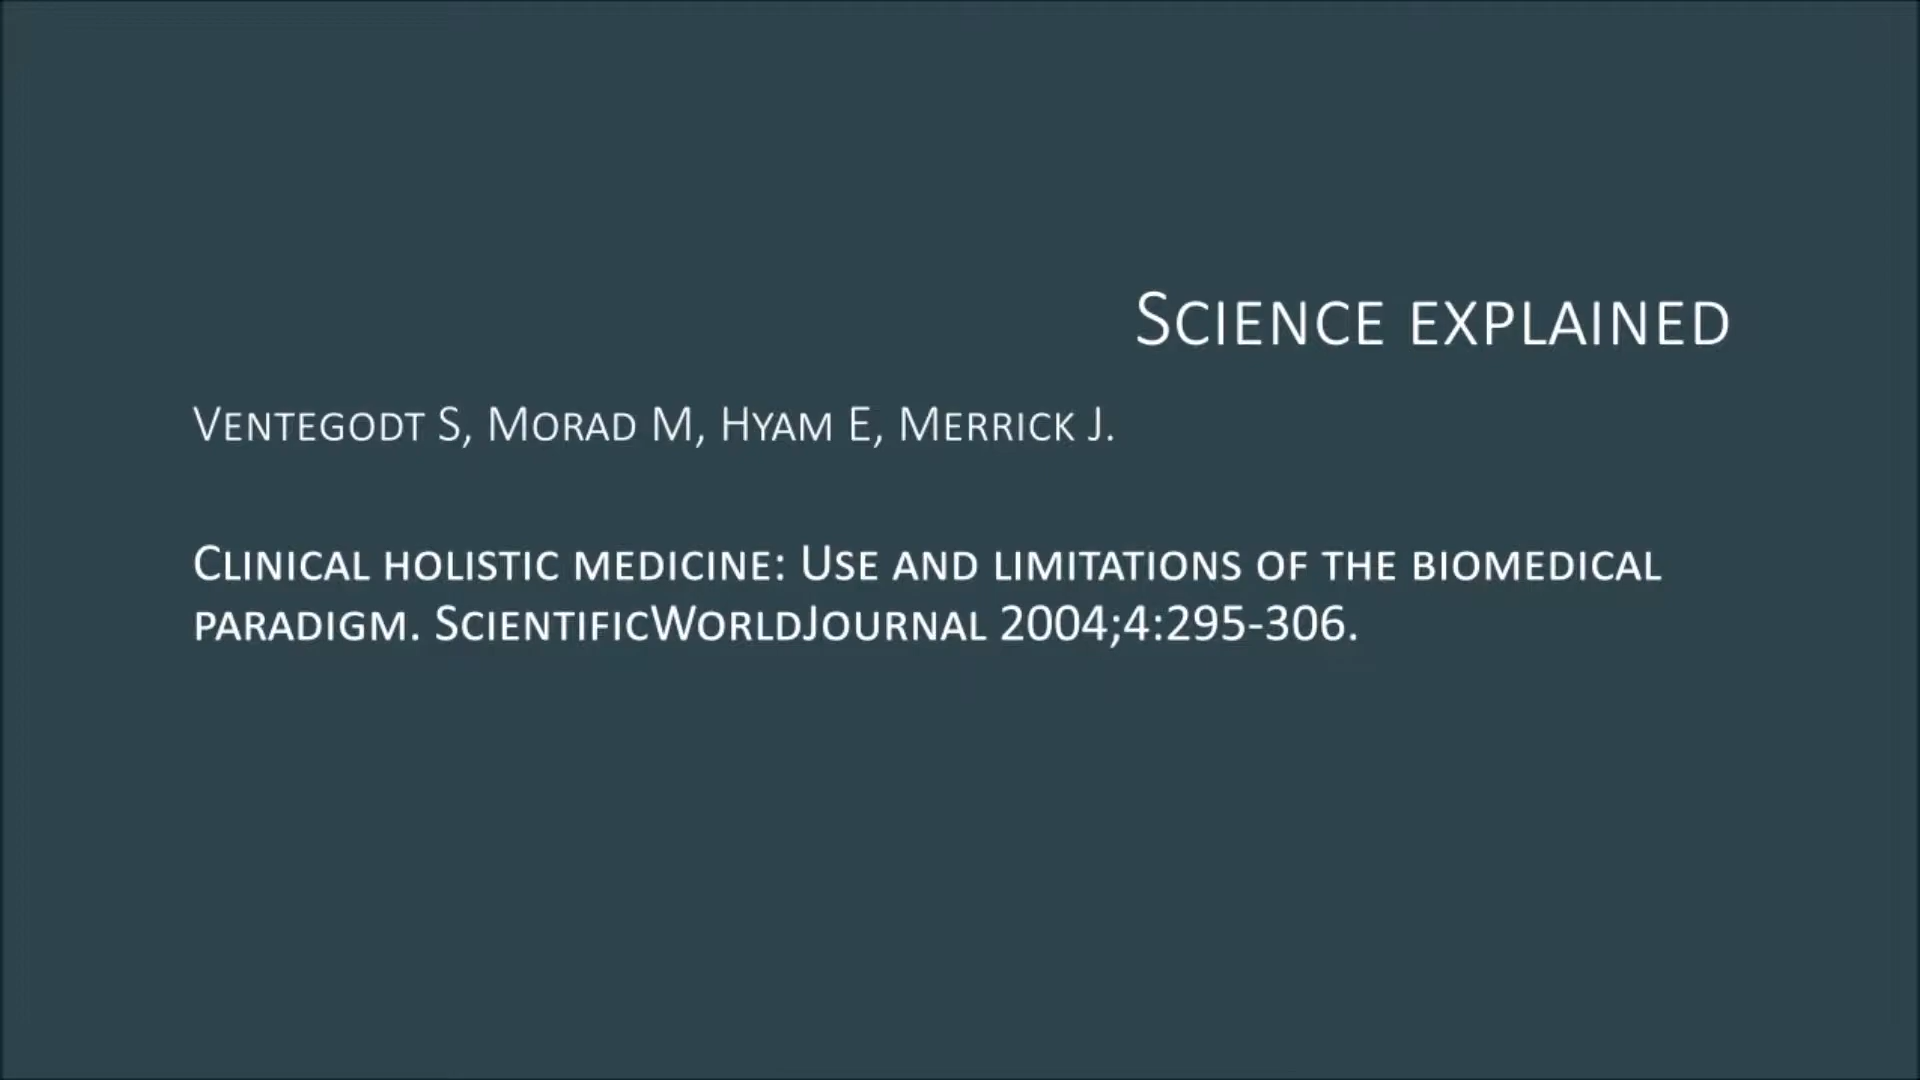 Science explained
Ventegodt S, Morad M, Hyam E, Merrick J.
Clinical holistic medicine: Use and limitations of the biomedical
paradigm. ScientificWorldJournal 2004;4:295-306.